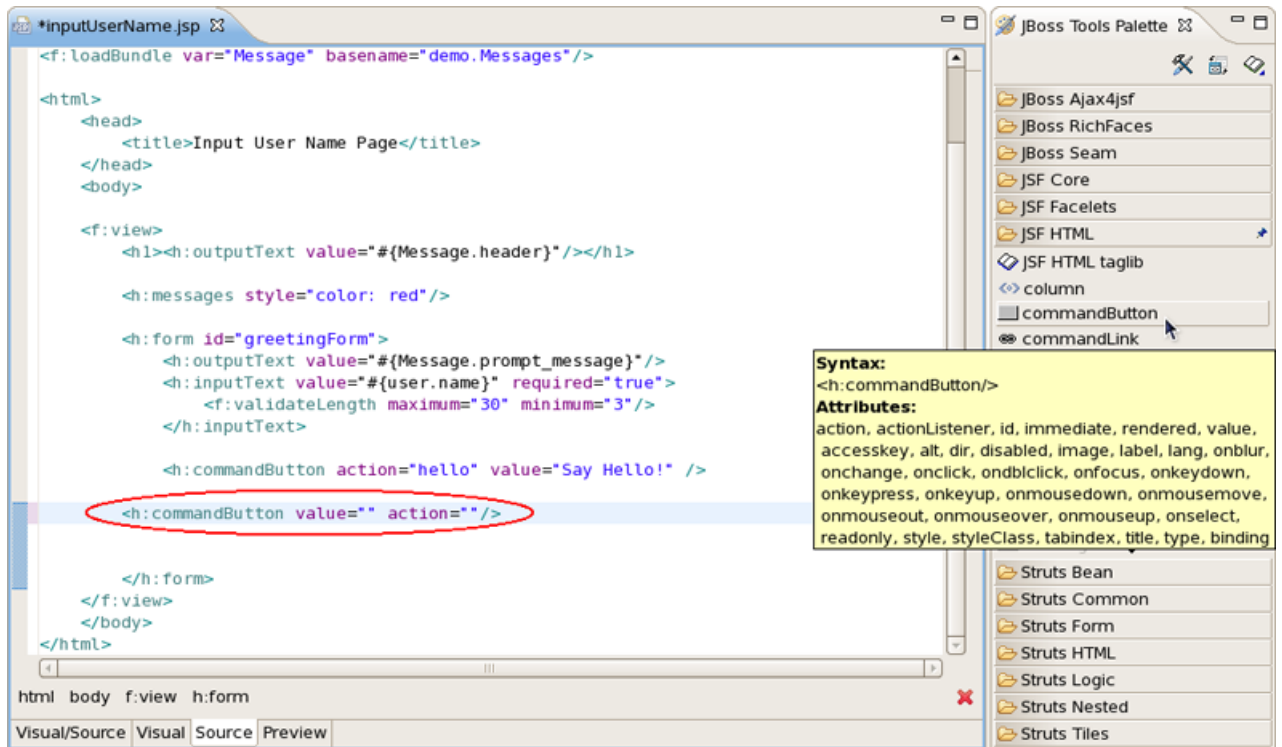 *inputUserName.jsp
<f:loadBundle var="Message" basename="demo.Messages"/>
<html>
<head>
<title>Input User Name Page</title>
</head>
<body>
<f:view>
<h1><h:outputText value="#{Message.header}"/></h1>
<h:messages style="color: red"/>
<h:form id="greetingForm">
<h:outputText value="#{Message.prompt_message}"/>
<h:inputText value="#{user.name}" required="true">
<f:validateLength maximum="30" minimum="3"/>
</h:inputText>
<h:commandButton action="hello" value="Say Hello!" />
<h:commandButton value="" action=""/>
</h:form>
</f:view>
</body>
</html>
html body f:view h:form
Visual/Source Visual Source Preview
JBoss Tools Palette
JBoss Ajax4jsf
JBoss RichFaces
JBoss Seam
JSF Core
JSF Facelets
JSF HTML
JSF HTML taglib
column
commandButton
commandLink
Syntax:
<h:commandButton/>
Attributes:
action, actionListener, id, immediate, rendered, value,
accesskey, alt, dir, disabled, image, label, lang, onblur,
onchange, onclick, ondblclick, onfocus, onkeydown,
onkeypress, onkeyup, onmousedown, onmousemove,
onmouseout, onmouseover, onmouseup, onselect,
readonly, style, styleClass, tabindex, title, type, binding
Struts Bean
Struts Common
Struts Form
Struts HTML
Struts Logic
Struts Nested
Struts Tiles